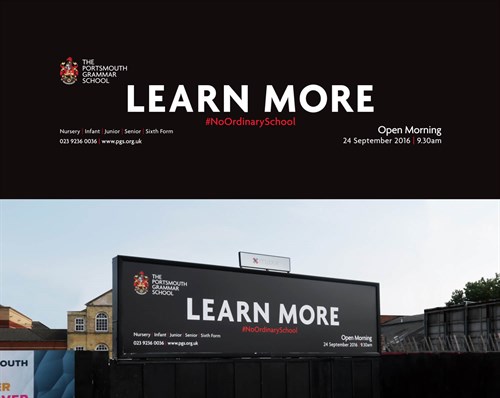 THE
PORTSMOUTH
GRAMMAR
SCHOOL
LEARN MORE
#NoOrdinarySchool
Nursery | Infant | Junior | Senior | Sixth Form
023 9236 0036 | www.pgs.org.uk
Open Morning
24 September 2016 | 9.30am
THE
PORTSMOUTH
GRAMMAR
SCHOOL
LEARN MORE
#NoOrdinarySchool
Nursery Infant Junior Senior Sixth Form
023 9236 0036 | www.pgs.org.uk
Open Morning
24 September 2016 9.30am
OUTH